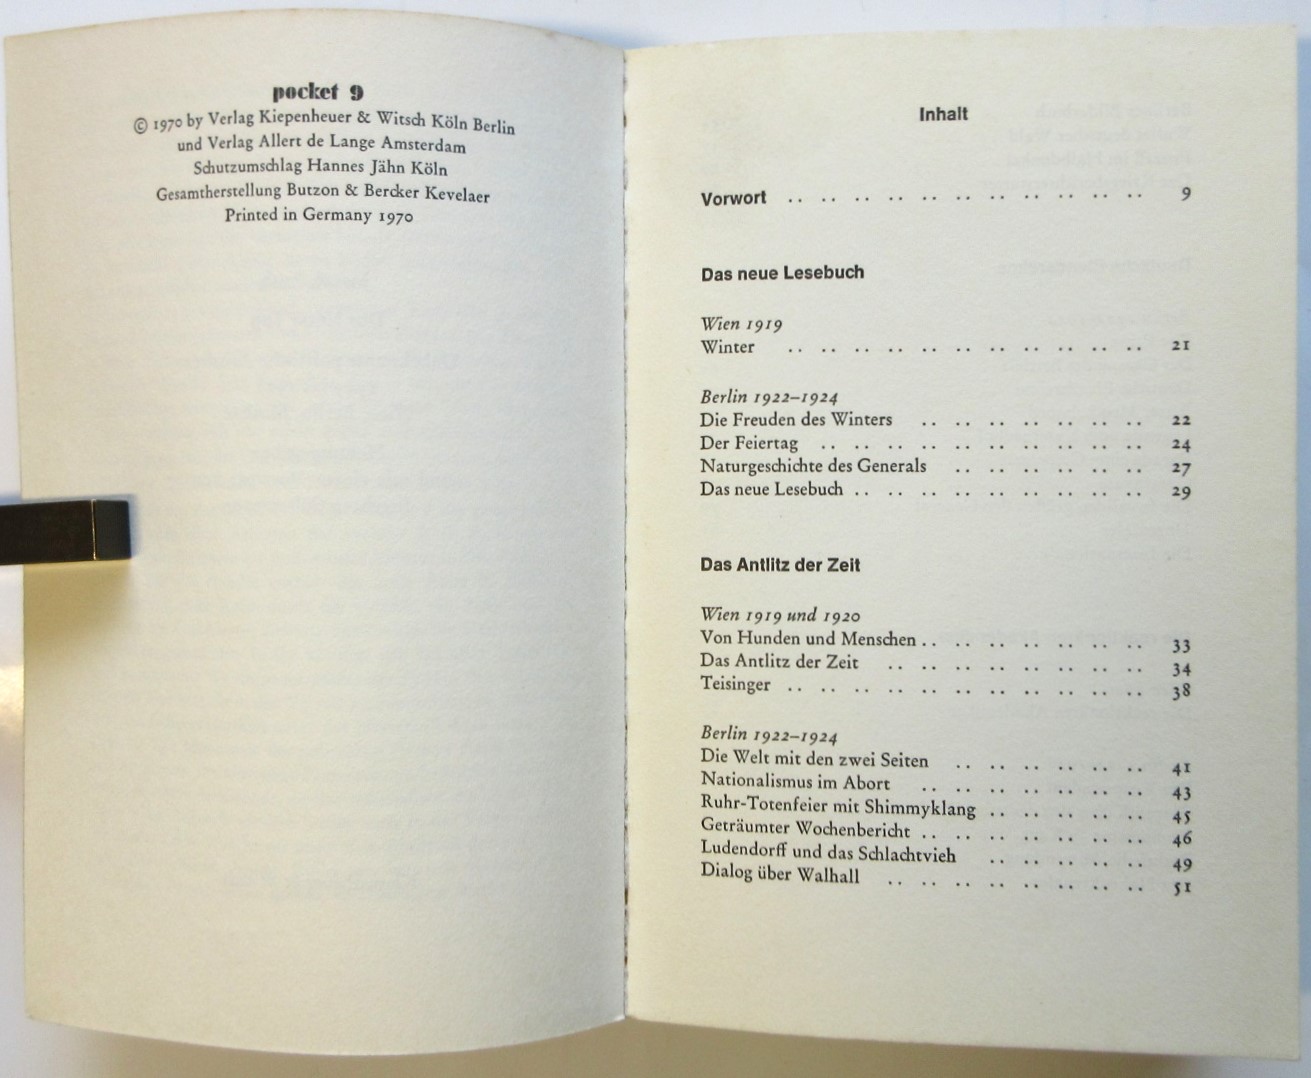 pocket 9
© 1970 by Verlag Kiepenheuer & Witsch Köln Berlin
und Verlag Allert de Lange Amsterdam
Schutzumschlag Hannes Jähn Köln
Gesamtherstellung Butzon & Bercker Kevelaer
Printed in Germany 1970
Inhalt
Vorwort .. .. .. .. .. .. .. .. .. .. .. 9
Das neue Lesebuch
Wien 1919
Winter .. .. .. .. .. .. .. .. .. .. .. 21
Berlin 1922–1924
Die Freuden des Winters .. .. .. .. .. .. .. 22
Der Feiertag .. .. .. .. .. .. .. .. .. .. 24
Naturgeschichte des Generals .. .. .. .. .. .. 27
Das neue Lesebuch .. .. .. .. .. .. .. .. .. 29
Das Antlitz der Zeit
Wien 1919 und 1920
Von Hunden und Menschen .. .. .. .. .. .. .. 33
Das Antlitz der Zeit .. .. .. .. .. .. .. .. 34
Teisinger .. .. .. .. .. .. .. .. .. .. .. 38
Berlin 1922–1924
Die Welt mit den zwei Seiten .. .. .. .. .. .. 41
Nationalismus im Abort .. .. .. .. .. .. .. 43
Ruhr-Totenfeier mit Shimmyklang .. .. .. .. .. 45
Geträumter Wochenbericht .. .. .. .. .. .. .. 46
Ludendorff und das Schlachtvieh .. .. .. .. .. 49
Dialog über Walhall .. .. .. .. .. .. .. .. 51